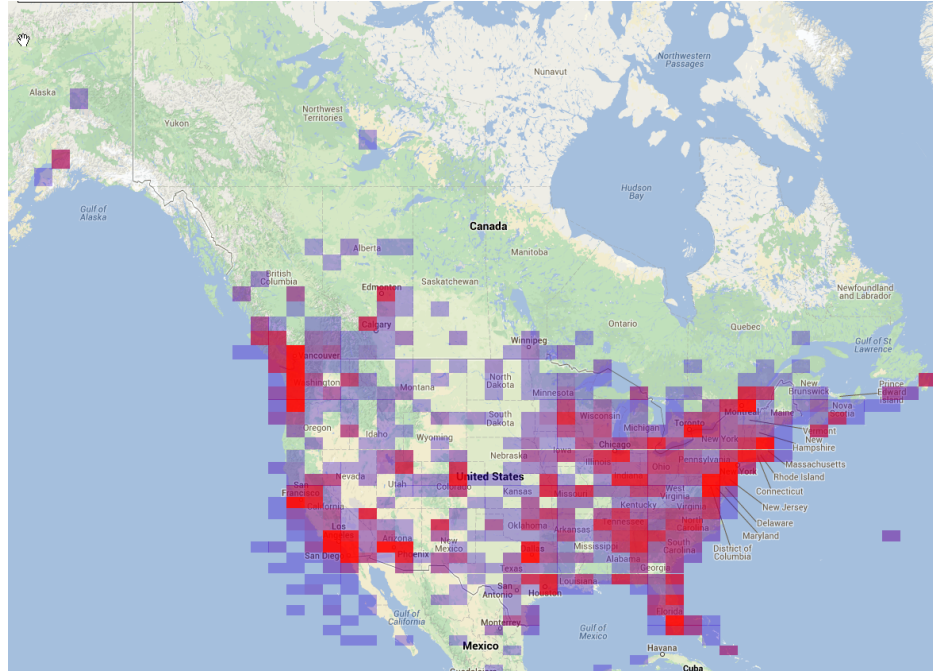 Northwestern
Passages
Nunavut
Alaska
Northwest
Territories
Yukon
Hudson
Bay
Gulf of
Alaska
Canada
Alberta
Manitoba
British
Columbia
Saskatchewan
Edmonton
Newfoundland
and Labrador
Ontario
Quebec
Calgary
Winnipeg
Gulf of St
Lawrence
Vancouver
North
Dakota
Washington
Montana
Minnesota
New
Brunswick
Prince
Edward
Island
Nova
Scotia
Montreal
Maine
South
Dakota
Wisconsin
Michigan
Toronto
Vermont
Oregon
Idaho
Wyoming
New York
New
Hampshire
Chicago
Iowa
Nebraska
Illinois
Pennsylvania
Massachusetts
Ohio
New York
Rhode Island
Nevada
Utah
United States
Indiana
Colorado
Kansas
Missouri
West
Virginia
Connecticut
San
Francisco
California
Kentucky
Virginia
New Jersey
Los
Angeles
Oklahoma
Arkansas
Tennessee
North
Carolina
Delaware
Maryland
Arizona
New
Mexico
Dallas
Mississippi
South
Carolina
District of
Columbia
San Diego
Phoenix
Alabama
Georgia
Texas
San
Antonio
Houston
Louisiana
Gulf of
California
Florida
Monterrey
Gulf of
Mexico
Mexico
Havana
Cuba
Guadalajara